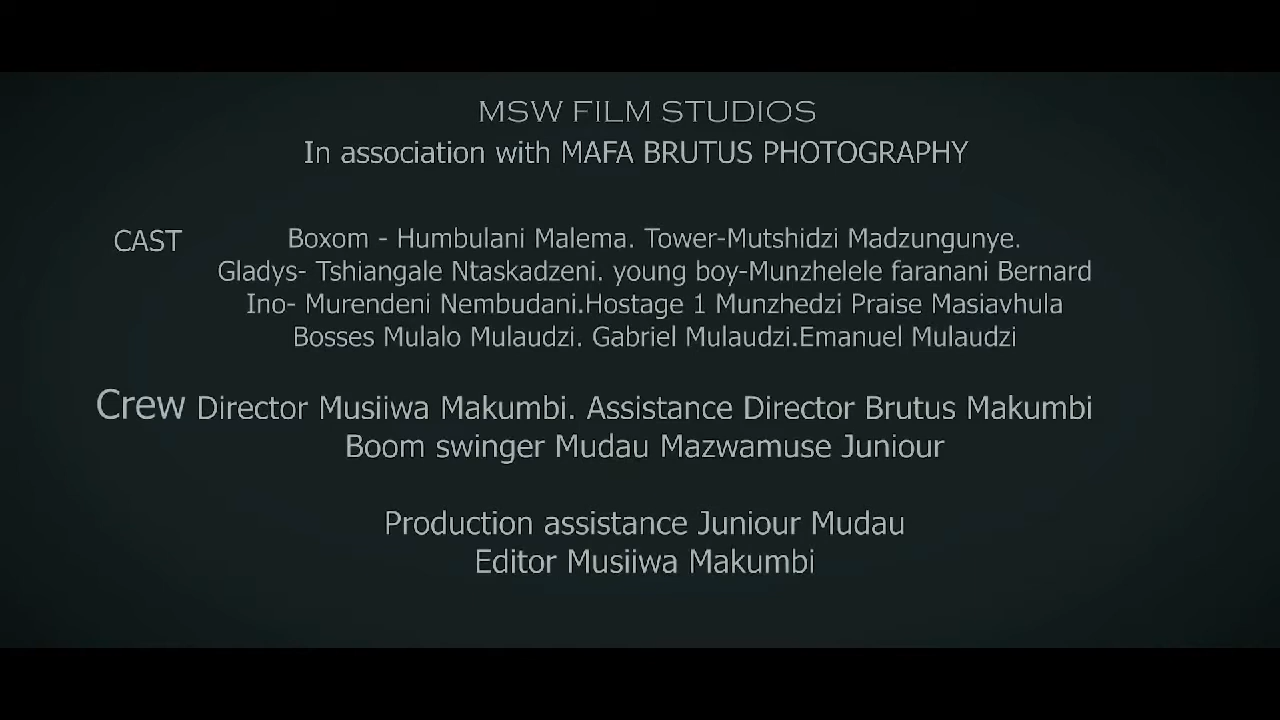 MSW FILM STUDIOS
In association with MAFA BRUTUS PHOTOGRAPHY
CAST Boxom - Humbulani Malema. Tower-Mutshidzi Madzungunye.
Gladys- Tshiangale Ntaskadzeni. young boy-Munzhelele faranani Bernard
Ino- Murendeni Nembudani.Hostage 1 Munzhedzi Praise Masiavhula
Bosses Mulalo Mulaudzi. Gabriel Mulaudzi.Emanuel Mulaudzi
Crew Director Musiiwa Makumbi. Assistance Director Brutus Makumbi
Boom swinger Mudau Mazwamuse Juniour
Production assistance Juniour Mudau
Editor Musiiwa Makumbi